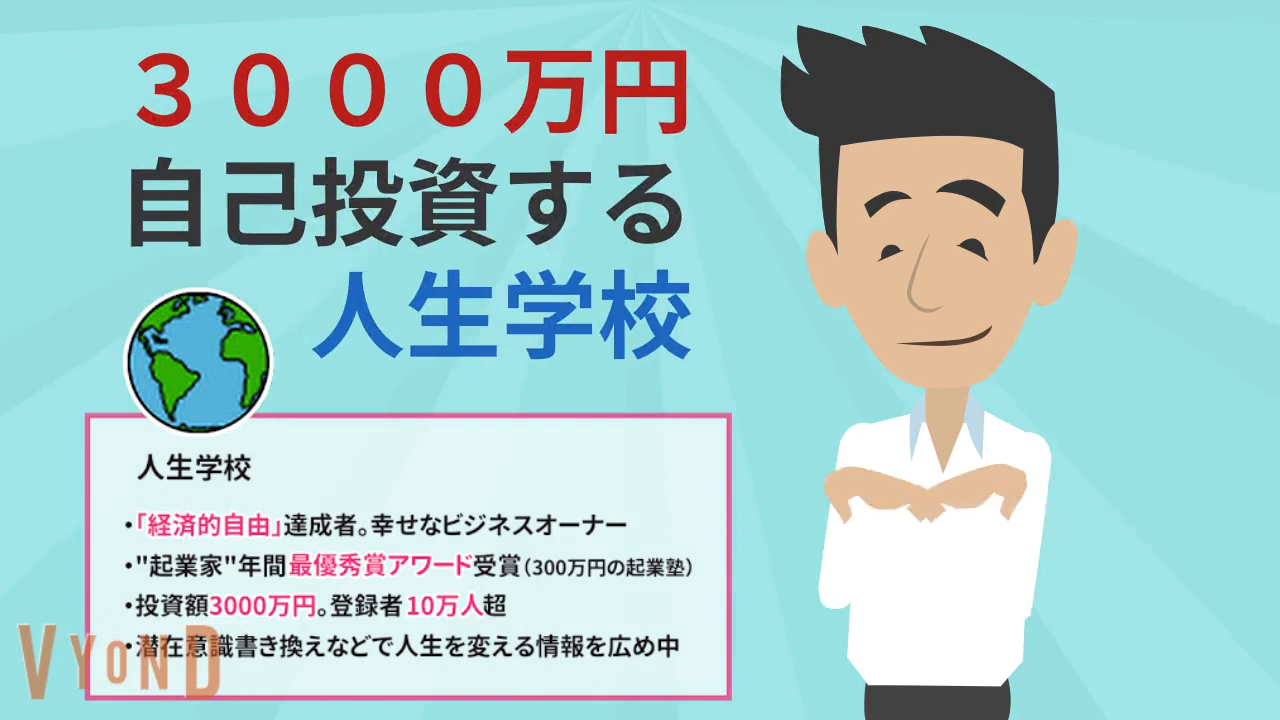 ３０００万円
自己投資する
人生学校
人生学校
・「経済的自由」達成者。幸せなビジネスオーナー
・"起業家"年間最優秀賞アワード受賞（300万円の起業塾）
・投資額3000万円。登録者10万人超
・潜在意識書き換えなどで人生を変える情報を広め中
VYOND